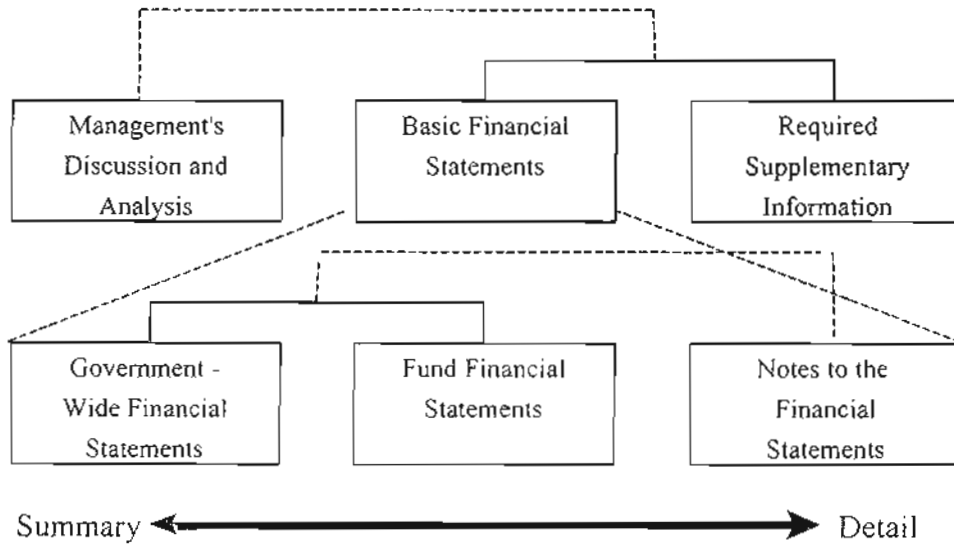 Management's
Discussion and
Analysis
Basic Financial
Statements
Required
Supplementary
Information
Government -
Wide Financial
Statements
Fund Financial
Statements
Notes to the
Financial
Statements
Summary
Detail